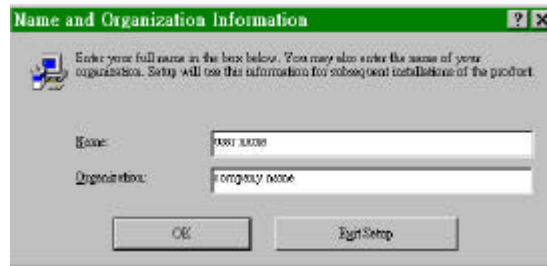 Name and Organization Information
Enter your full name in the box below. You may also enter the name of your
organization. Setup will use this information for subsequent installations of the product.
Name:
user name
Organization:
company name
OK
Exit Setup